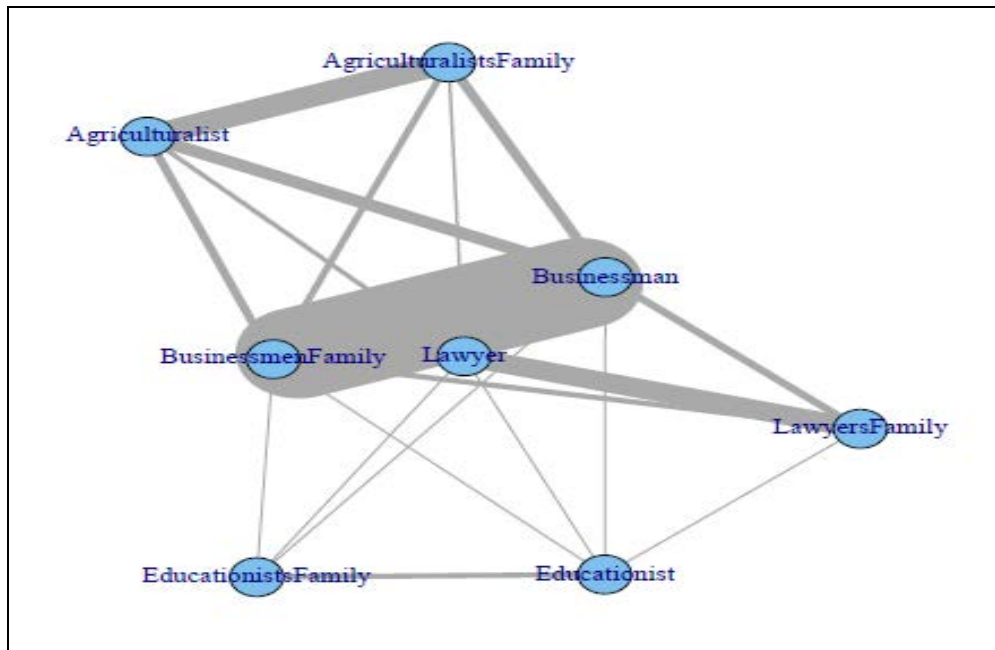 AgriculturalistsFamily
Agriculturalist
Businessman
BusinessmenFamily
Lawyer
LawyersFamily
EducationistsFamily
Educationist